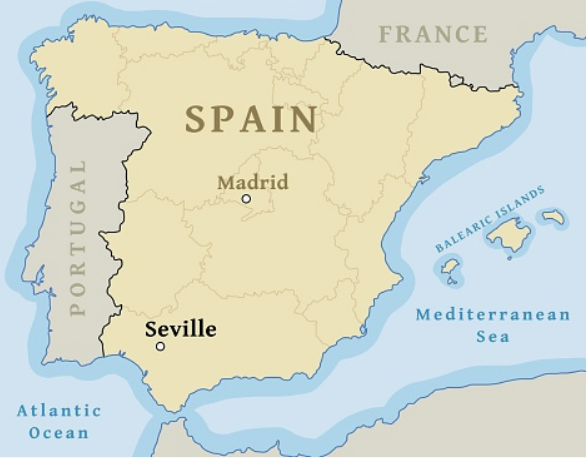 FRANCE
SPAIN
Madrid
PORTUGAL
BALEARIC ISLANDS
Seville
Mediterranean
Sea
Atlantic
Ocean